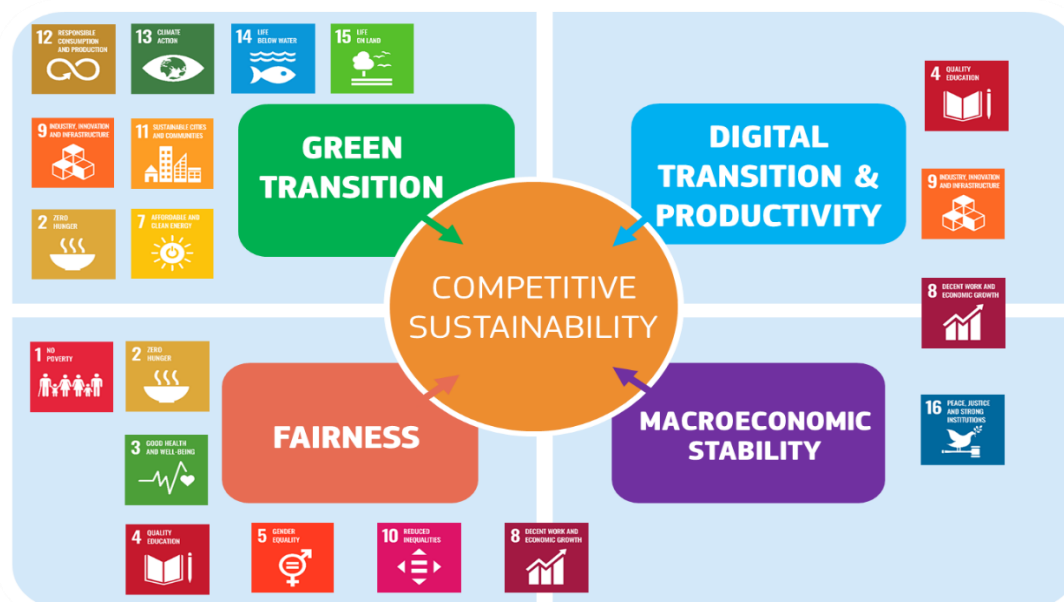 12 RESPONSIBLE
CONSUMPTION
AND PRODUCTION
13 CLIMATE
ACTION
14 LIFE
BELOW WATER
15 LIFE
ON LAND
9 INDUSTRY, INNOVATION
AND INFRASTRUCTURE
11 SUSTAINABLE CITIES
AND COMMUNITIES
2 ZERO
HUNGER
7 AFFORDABLE AND
CLEAN ENERGY
GREEN
TRANSITION
DIGITAL
TRANSITION &
PRODUCTIVITY
4 QUALITY
EDUCATION
9 INDUSTRY, INNOVATION
AND INFRASTRUCTURE
8 DECENT WORK AND
ECONOMIC GROWTH
COMPETITIVE
SUSTAINABILITY
1 NO
POVERTY
2 ZERO
HUNGER
3 GOOD HEALTH
AND WELL-BEING
FAIRNESS
4 QUALITY
EDUCATION
5 GENDER
EQUALITY
10 REDUCED
INEQUALITIES
8 DECENT WORK AND
ECONOMIC GROWTH
MACROECONOMIC
STABILITY
16 PEACE, JUSTICE
AND STRONG
INSTITUTIONS